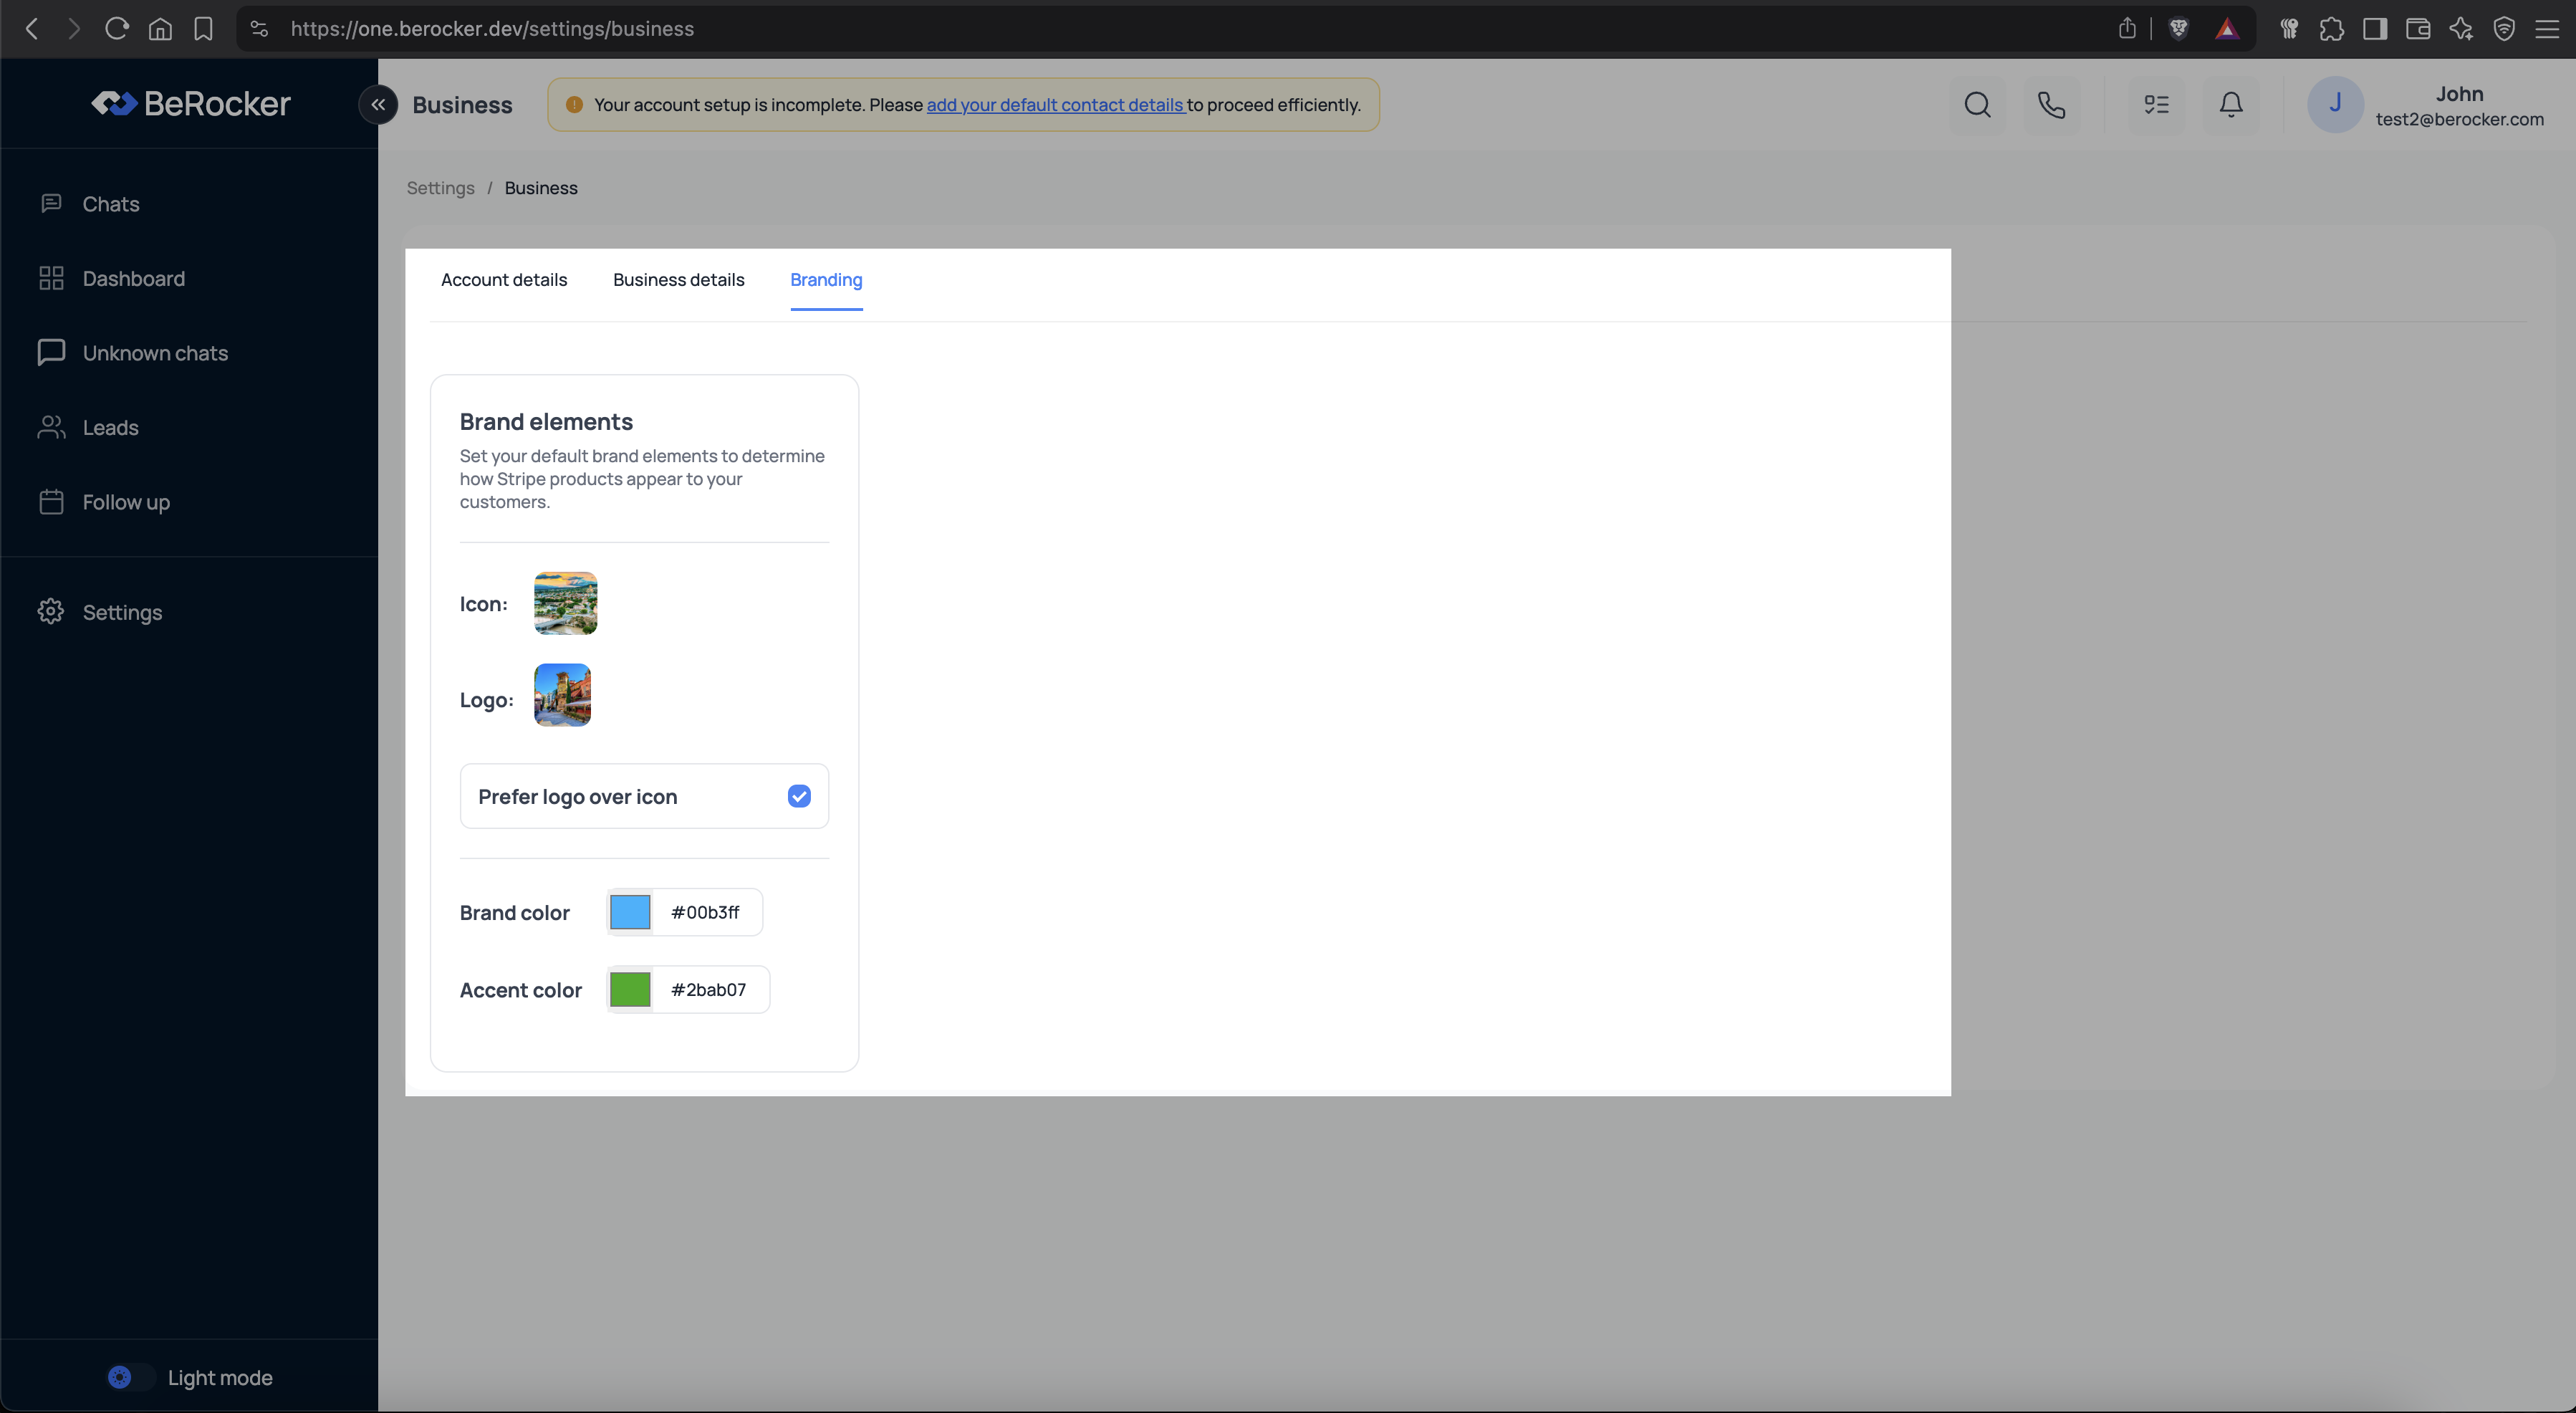 https://one.berocker.dev/settings/business
BeRocker
Business
Your account setup is incomplete. Please add your default contact details to proceed efficiently.
J
John
test2@berocker.com
Chats
Dashboard
Unknown chats
Leads
Follow up
Settings
Light mode
Settings / Business
Account details Business details Branding
Brand elements
Set your default brand elements to determine
how Stripe products appear to your
customers.
Icon:
Logo:
Prefer logo over icon
Brand color #00b3ff
Accent color #2bab07